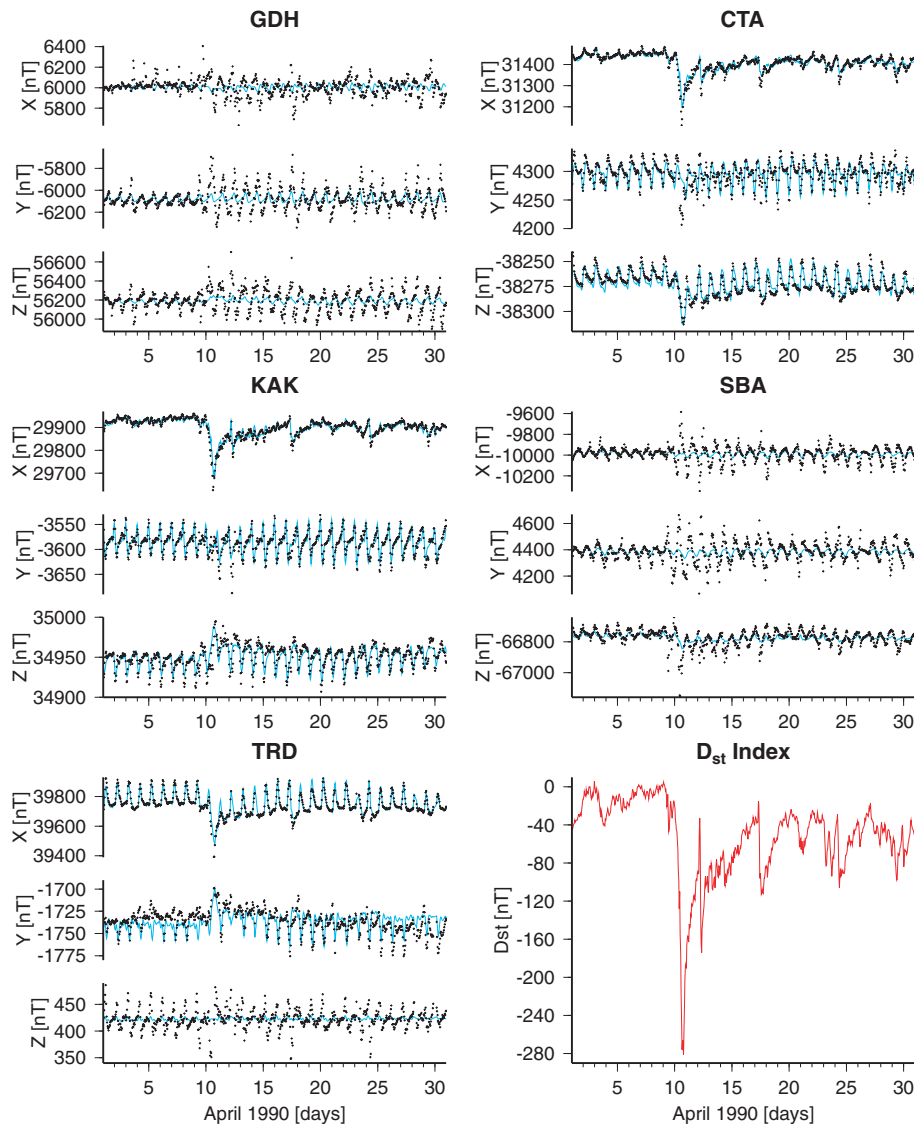 GDH
X [nT]
6400
6200
6000
5800
Y [nT]
-5800
-6000
-6200
Z [nT]
56600
56400
56200
56000
5 10 15 20 25 30
CTA
X [nT]
31400
31300
31200
Y [nT]
4300
4250
4200
Z [nT]
-38250
-38275
-38300
5 10 15 20 25 30
KAK
X [nT]
29900
29800
29700
Y [nT]
-3550
-3600
-3650
Z [nT]
35000
34950
34900
5 10 15 20 25 30
SBA
X [nT]
-9600
-9800
-10000
-10200
Y [nT]
4600
4400
4200
Z [nT]
-66800
-67000
5 10 15 20 25 30
TRD
X [nT]
39800
39600
39400
Y [nT]
-1700
-1725
-1750
-1775
Z [nT]
450
400
350
5 10 15 20 25 30
April 1990 [days]
Dst Index
Dst [nT]
-0
-40
-80
-120
-160
-200
-240
-280
5 10 15 20 25 30
April 1990 [days]